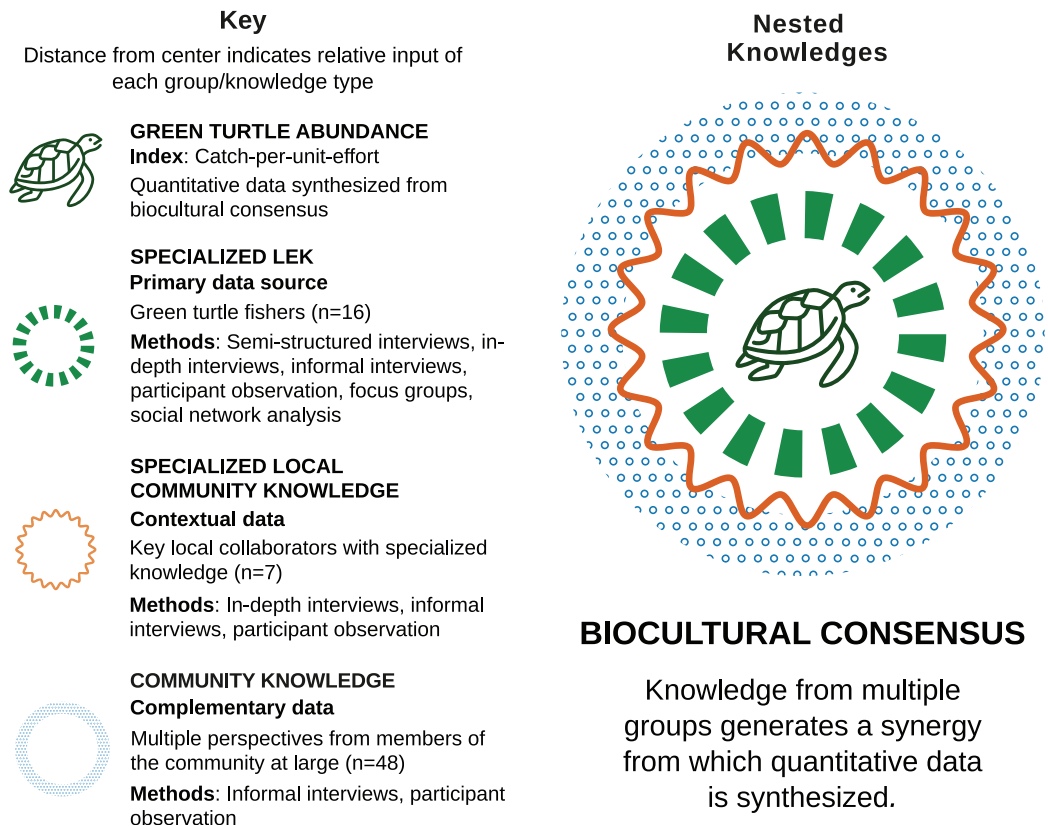 Key
Distance from center indicates relative input of
each group/knowledge type
GREEN TURTLE ABUNDANCE
Index: Catch-per-unit-effort
Quantitative data synthesized from
biocultural consensus
SPECIALIZED LEK
Primary data source
Green turtle fishers (n=16)
Methods: Semi-structured interviews, in-
depth interviews, informal interviews,
participant observation, focus groups,
social network analysis
SPECIALIZED LOCAL
COMMUNITY KNOWLEDGE
Contextual data
Key local collaborators with specialized
knowledge (n=7)
Methods: In-depth interviews, informal
interviews, participant observation
COMMUNITY KNOWLEDGE
Complementary data
Multiple perspectives from members of
the community at large (n=48)
Methods: Informal interviews, participant
observation
Nested
Knowledges
BIOCULTURAL CONSENSUS
Knowledge from multiple
groups generates a synergy
from which quantitative data
is synthesized.